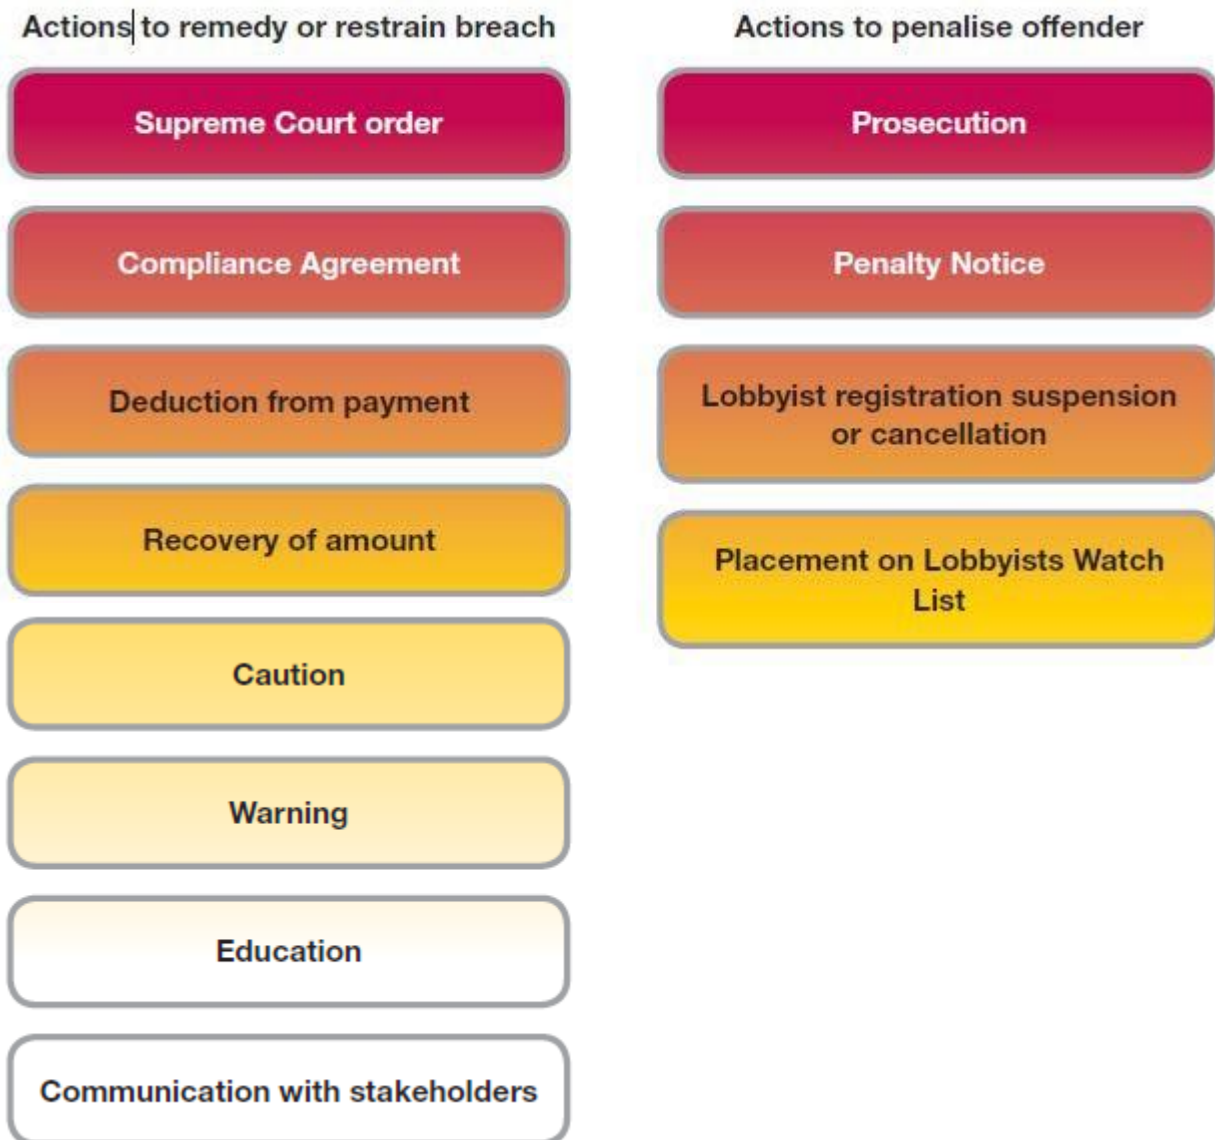 Actions to remedy or restrain breach
Supreme Court order
Compliance Agreement
Deduction from payment
Recovery of amount
Caution
Warning
Education
Communication with stakeholders
Actions to penalise offender
Prosecution
Penalty Notice
Lobbyist registration suspension
or cancellation
Placement on Lobbyists Watch
List